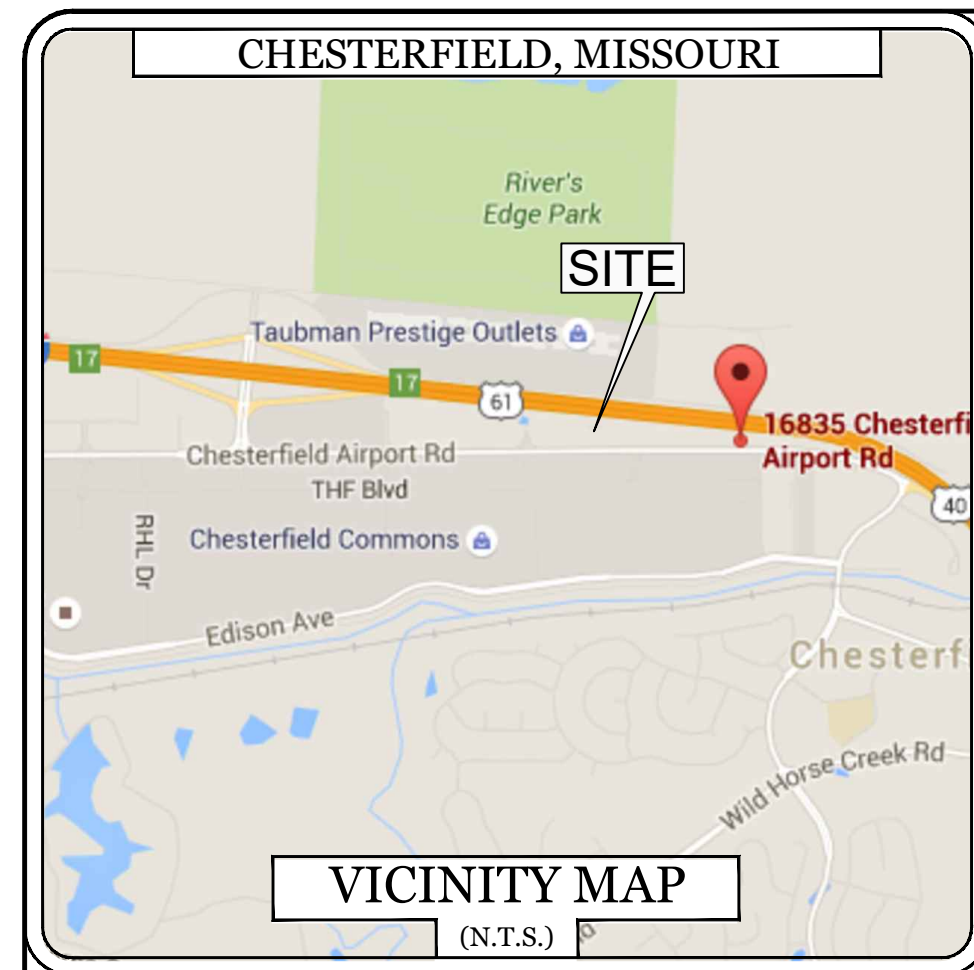 CHESTERFIELD, MISSOURI
River's
Edge Park
SITE
Taubman Prestige Outlets
17
17
61
16835 Chesterfi
Airport Rd
Chesterfield Airport Rd
THF Blvd
40
RHL Dr
Chesterfield Commons
Edison Ave
Chesterf
Wild Horse Creek Rd
VICINITY MAP
(N.T.S.)